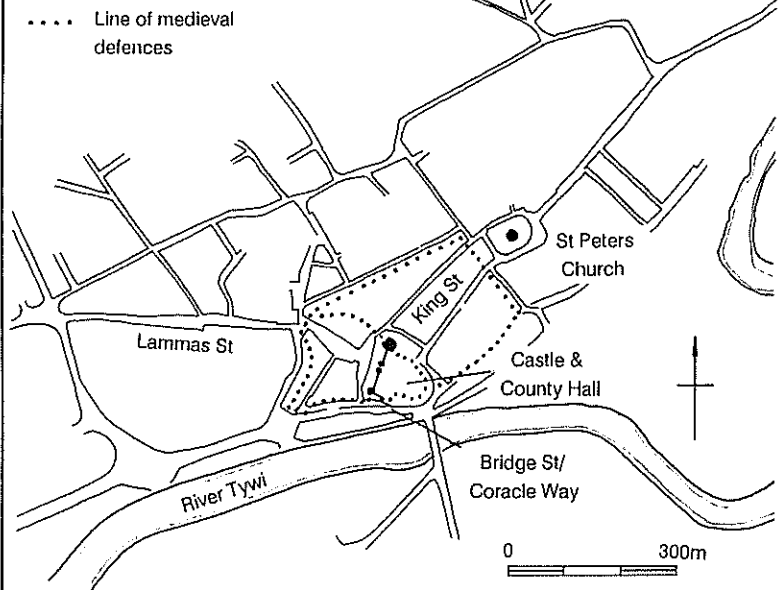 .... Line of medieval
defences
St Peters
Church
King St
Lammas St
Castle &
County Hall
Bridge St/
Coracle Way
River Tywi
0 300m